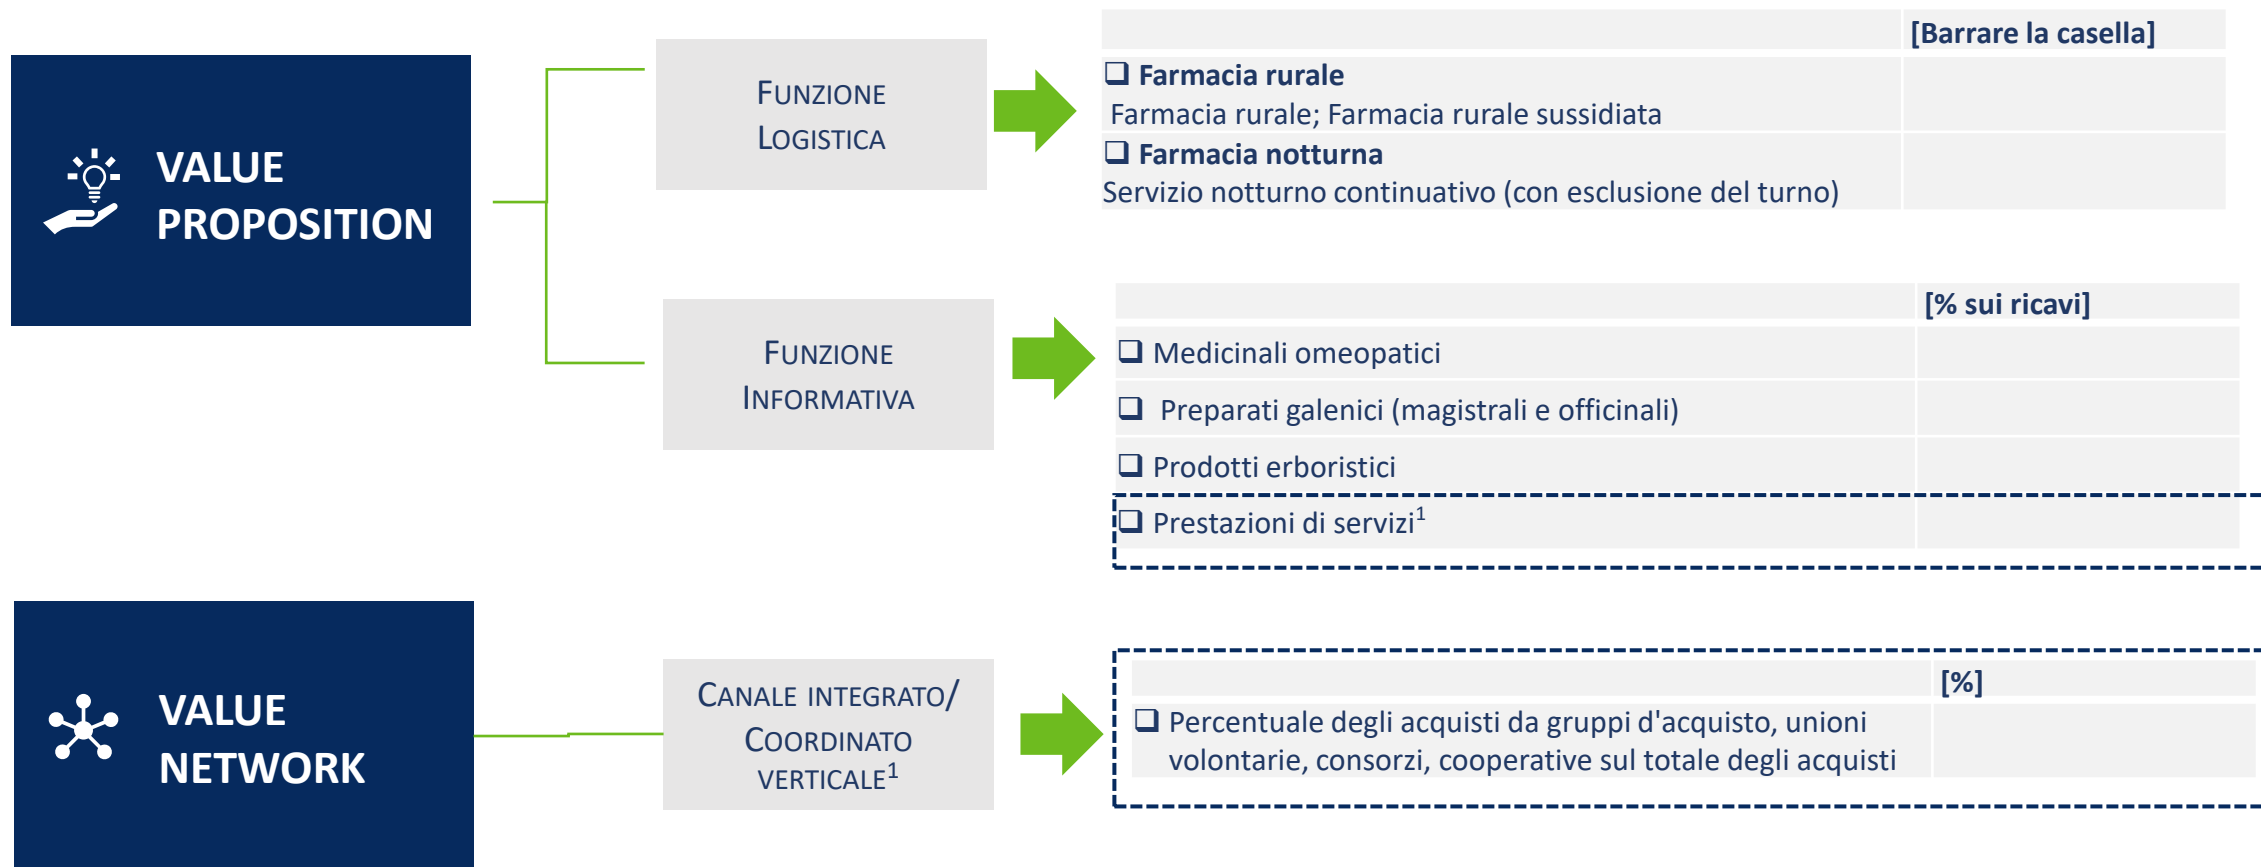 VALUE
PROPOSITION
FUNZIONE
LOGISTICA
[Barrare la casella]
❑ Farmacia rurale
Farmacia rurale; Farmacia rurale sussidiata
❑ Farmacia notturna
Servizio notturno continuativo (con esclusione del turno)
FUNZIONE
INFORMATIVA
[% sui ricavi]
❑ Medicinali omeopatici
❑ Preparati galenici (magistrali e officinali)
❑ Prodotti erboristici
❑ Prestazioni di servizi¹
VALUE
NETWORK
CANALE INTEGRATO/
COORDINATO
VERTICALE¹
[%]
❑ Percentuale degli acquisti da gruppi d'acquisto, unioni
volontarie, consorzi, cooperative sul totale degli acquisti